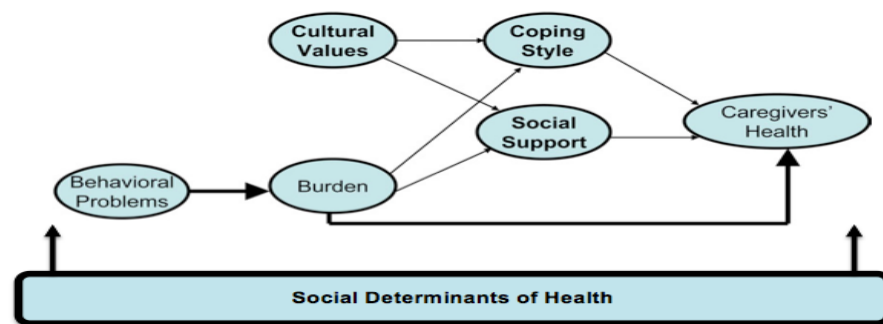 Cultural
Values
Coping
Style
Caregivers'
Health
Social
Support
Behavioral
Problems
Burden
Social Determinants of Health